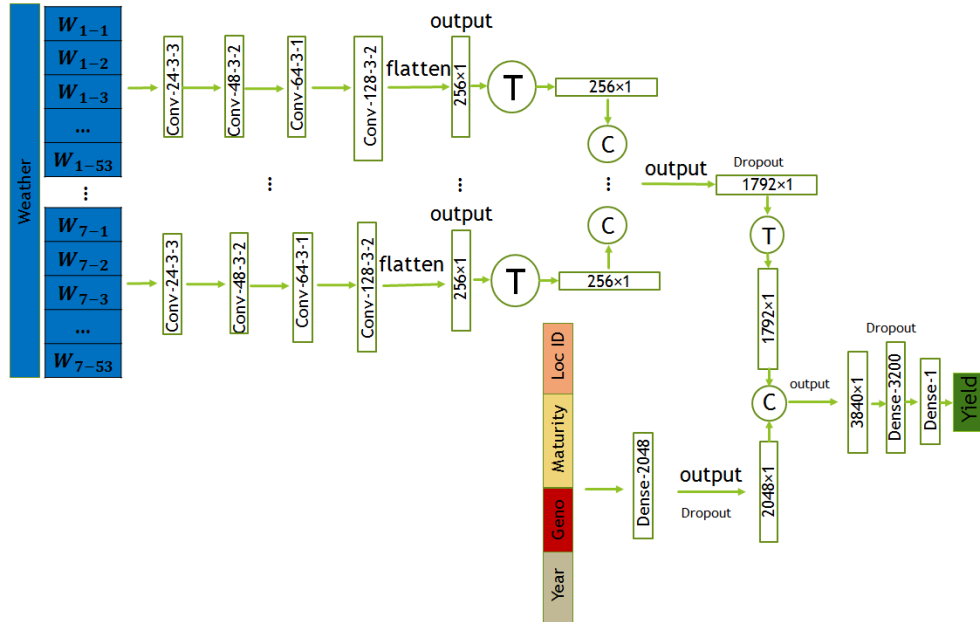 Weather
W1−1
W1−2
W1−3
...
W1−53
...
W7−1
W7−2
W7−3
...
W7−53
Conv-24-3-3
Conv-48-3-2
Conv-64-3-1
Conv-128-3-2
flatten
output
256×1
T
256×1
C
...
...
...
Conv-24-3-3
Conv-48-3-2
Conv-64-3-1
Conv-128-3-2
flatten
output
256×1
T
256×1
C
output
Dropout
1792×1
T
1792×1
C
Loc ID
Maturity
Geno
Year
Dense-2048
output
Dropout
2048×1
output
3840×1
Dropout
Dense-3200
Dense-1
Yield